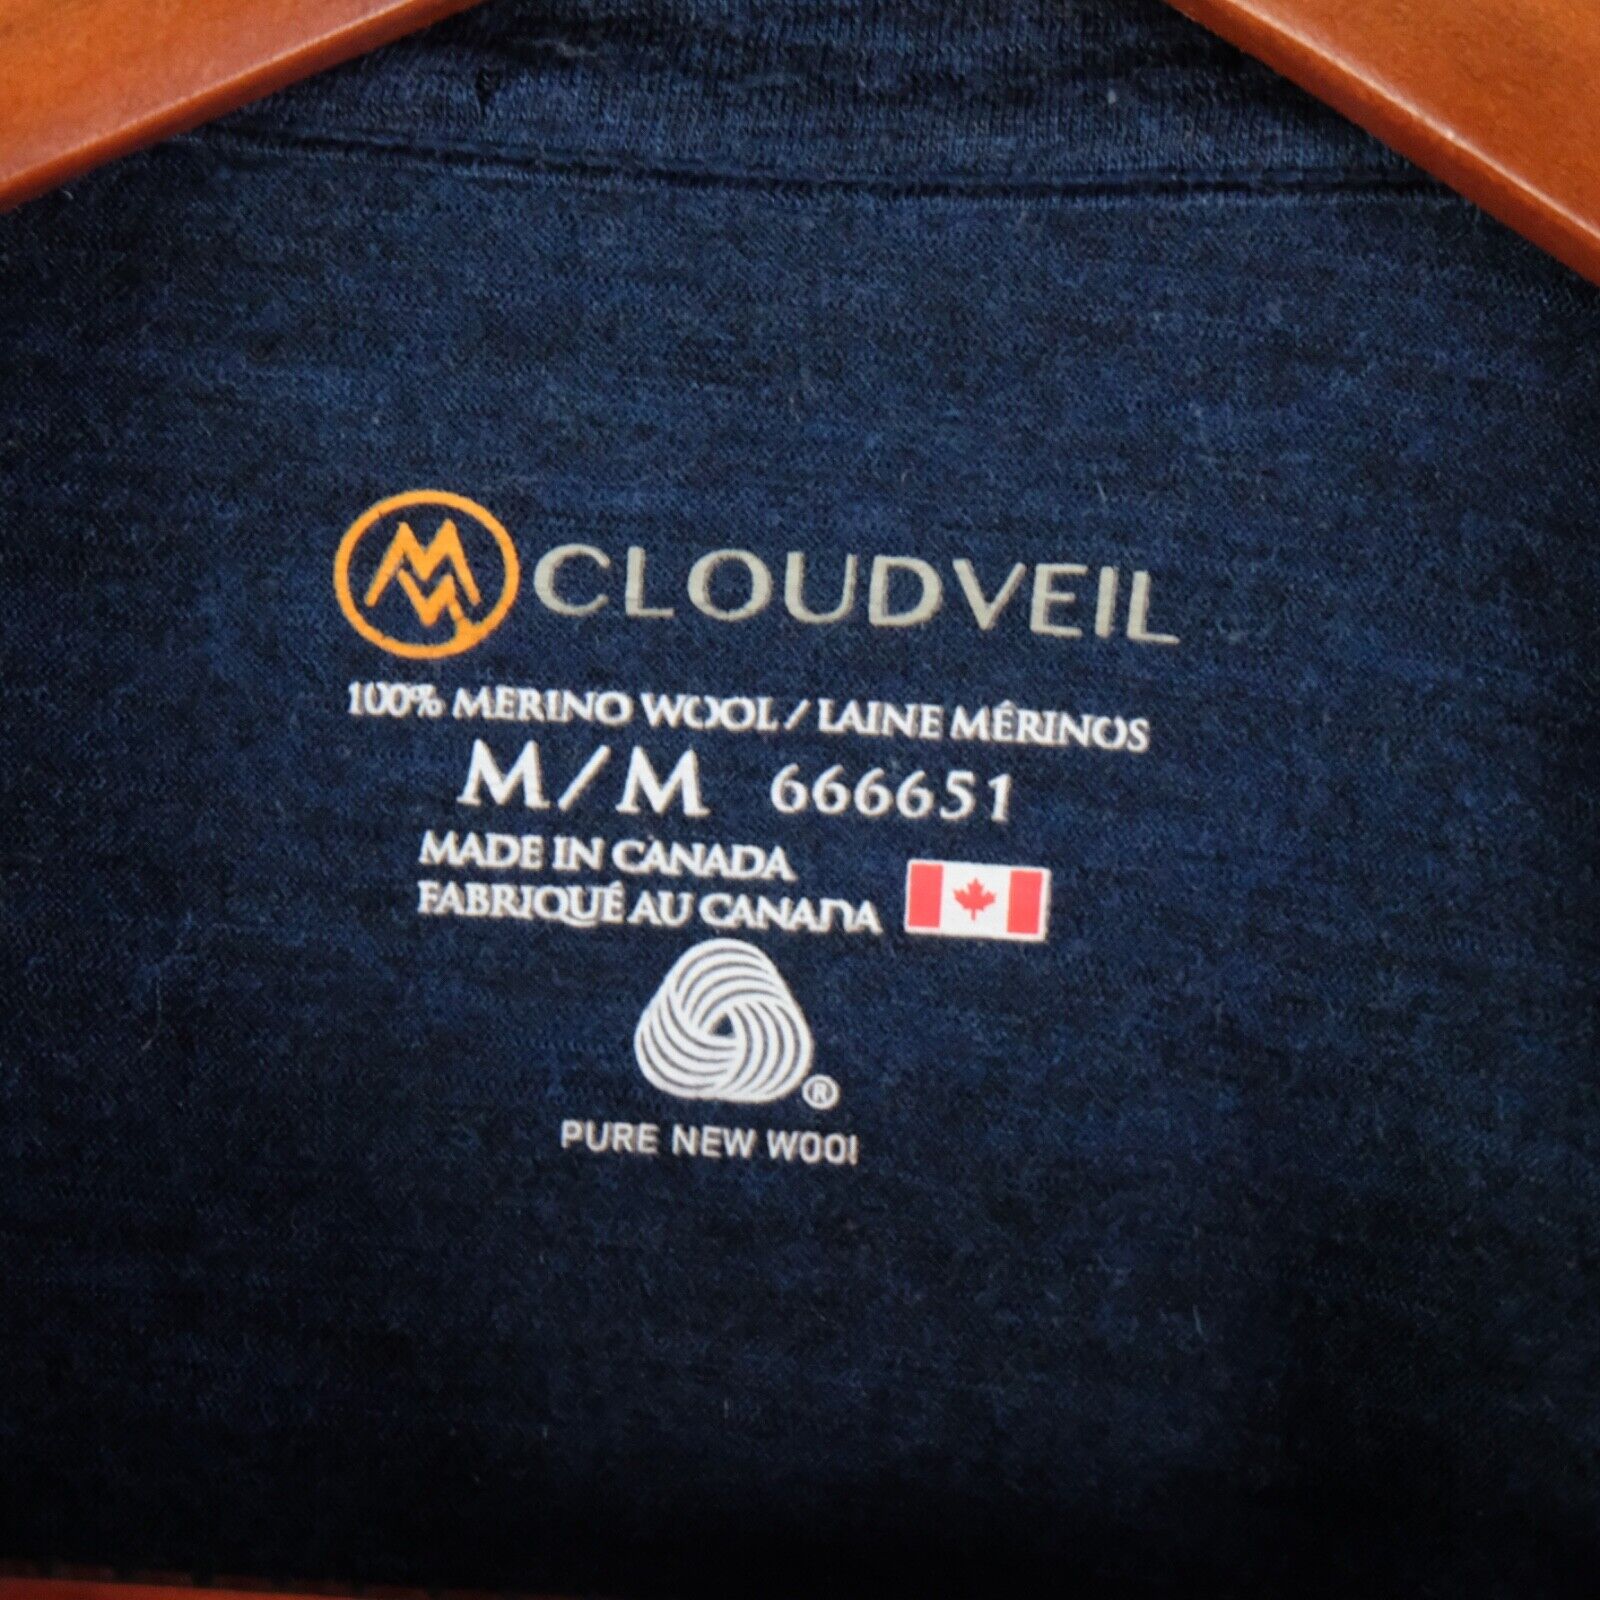 CLOUDVEIL
100% MERINO WOOL / LAINE MÉRINOS
M/M 666651
MADE IN CANADA
FABRIQUÉ AU CANADA
®
PURE NEW WOOL